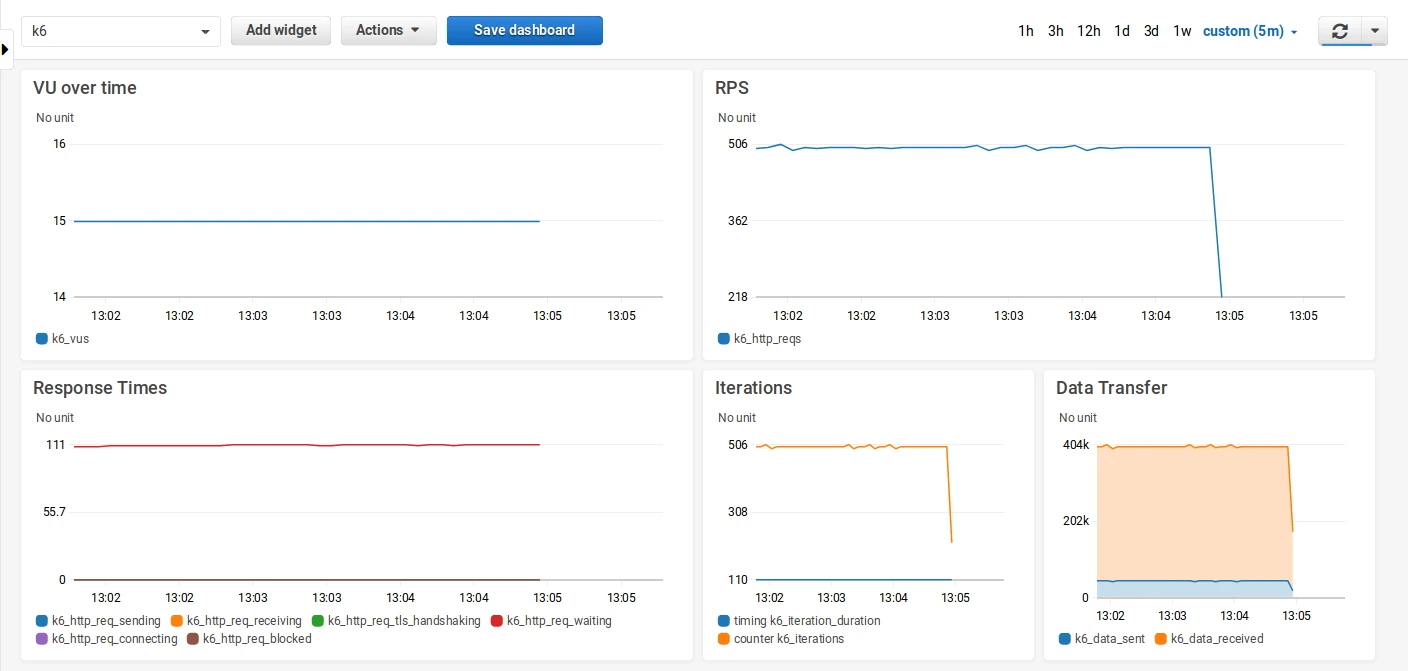 k6 Add widget Actions Save dashboard 1h 3h 12h 1d 3d 1w custom (5m)
VU over time
No unit
16
15
14
13:02 13:02 13:03 13:03 13:04 13:04 13:05 13:05
k6_vus
RPS
No unit
506
362
218
13:02 13:02 13:03 13:03 13:04 13:04 13:05 13:05
k6_http_reqs
Response Times
No unit
111
55.7
0
13:02 13:02 13:03 13:03 13:04 13:04 13:05 13:05
k6_http_req_sending k6_http_req_receiving k6_http_req_tls_handshaking k6_http_req_waiting
k6_http_req_connecting k6_http_req_blocked
Iterations
No unit
506
308
110
13:02 13:03 13:04 13:05
timing k6_iteration_duration
counter k6_iterations
Data Transfer
No unit
404k
202k
0
13:02 13:03 13:04 13:05
k6_data_sent k6_data_received